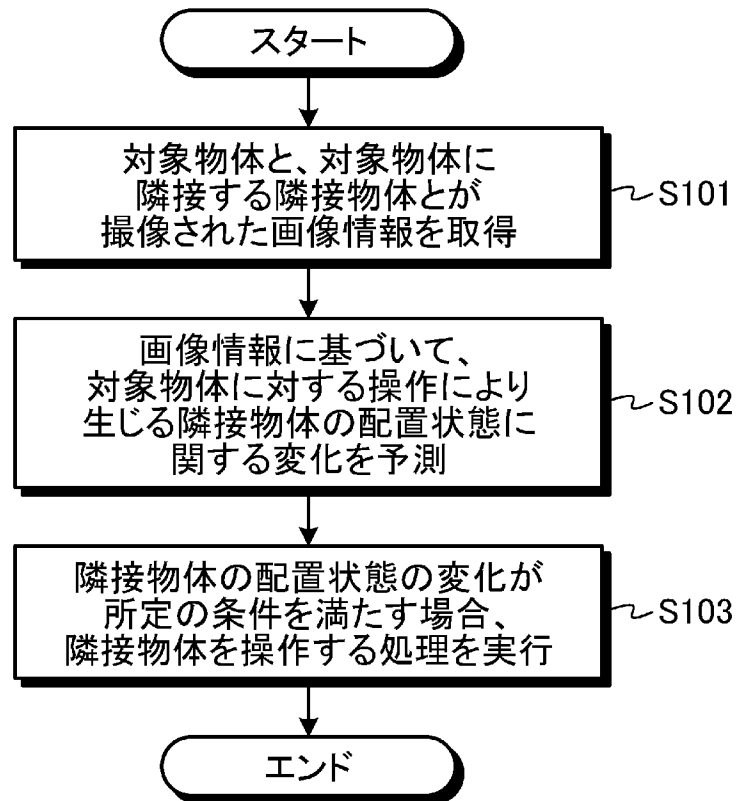 スタート
対象物体と、対象物体に
隣接する隣接物体とが
撮像された画像情報を取得
S101
画像情報に基づいて、
対象物体に対する操作により
生じる隣接物体の配置状態に
関する変化を予測
S102
隣接物体の配置状態の変化が
所定の条件を満たす場合、
隣接物体を操作する処理を実行
S103
エンド